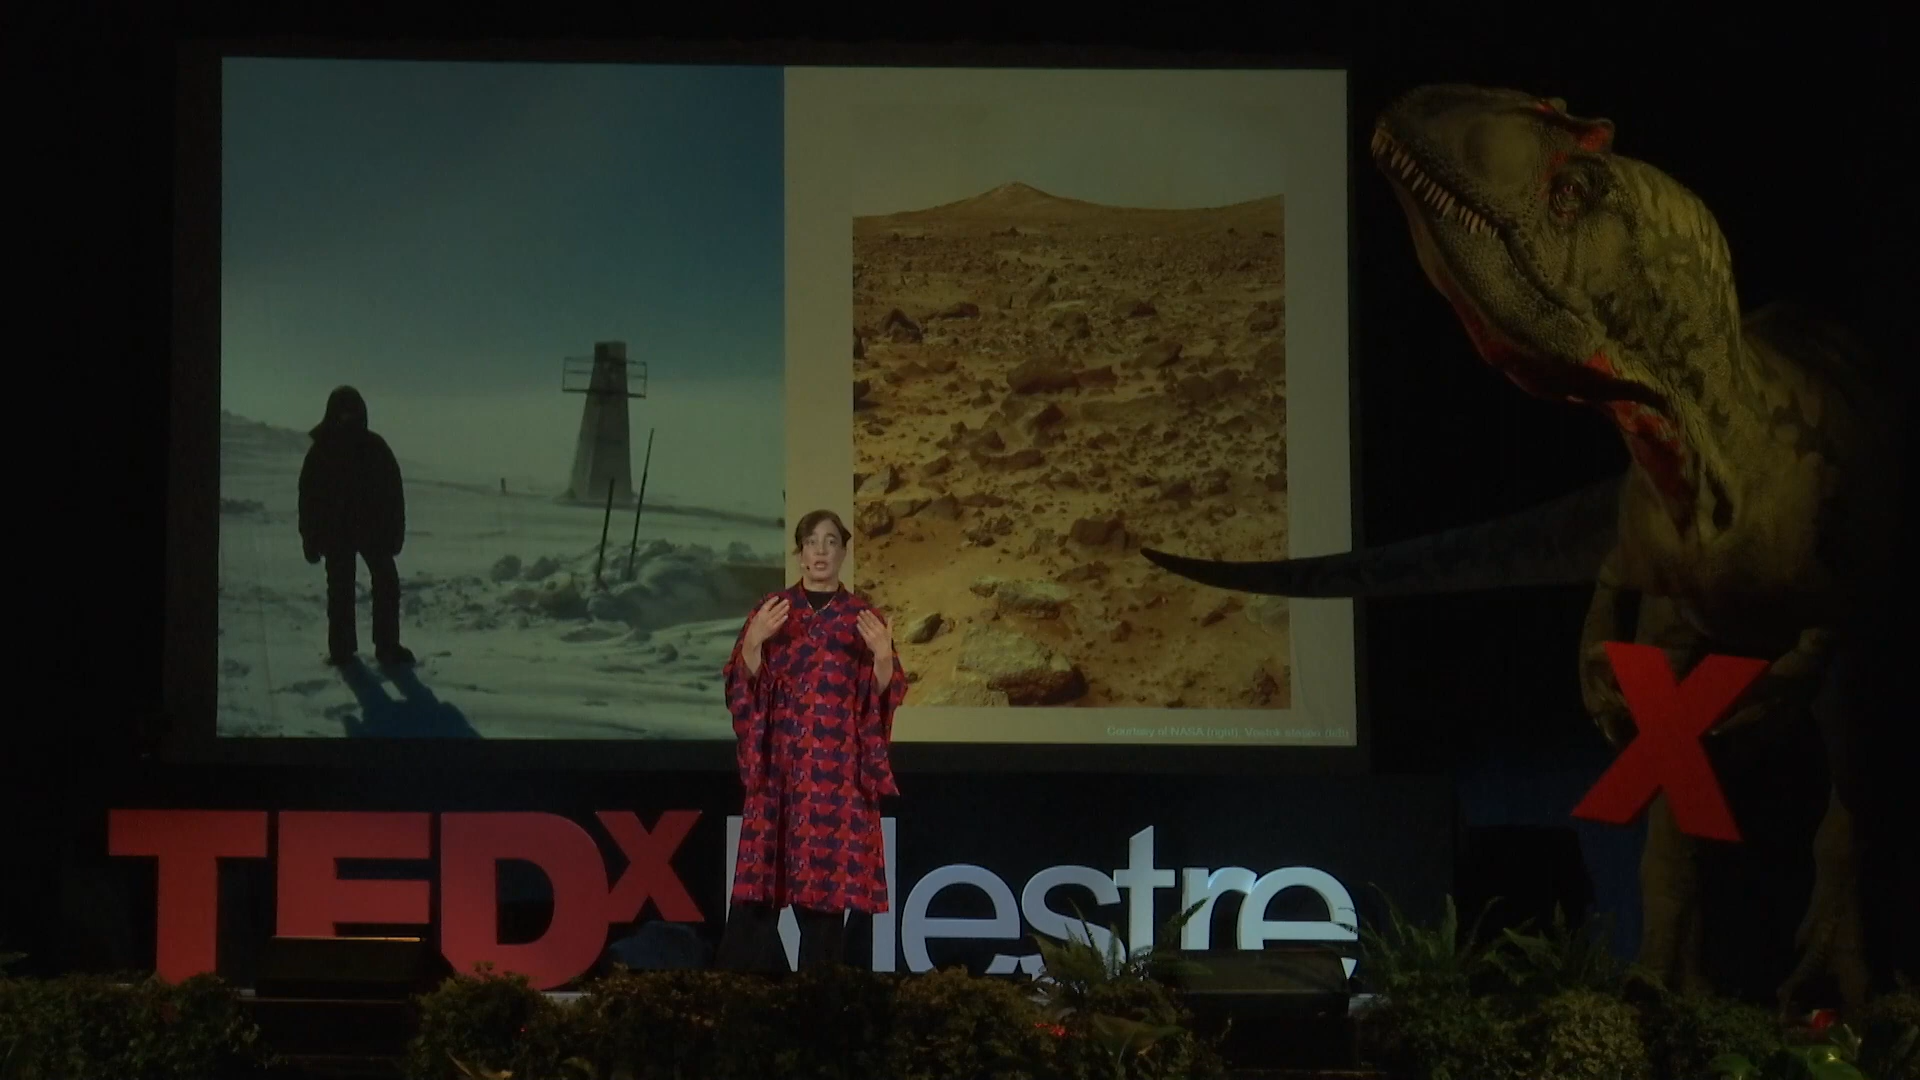 Courtesy of NASA (right), Vostok station (left)
TEDx Mestre
X